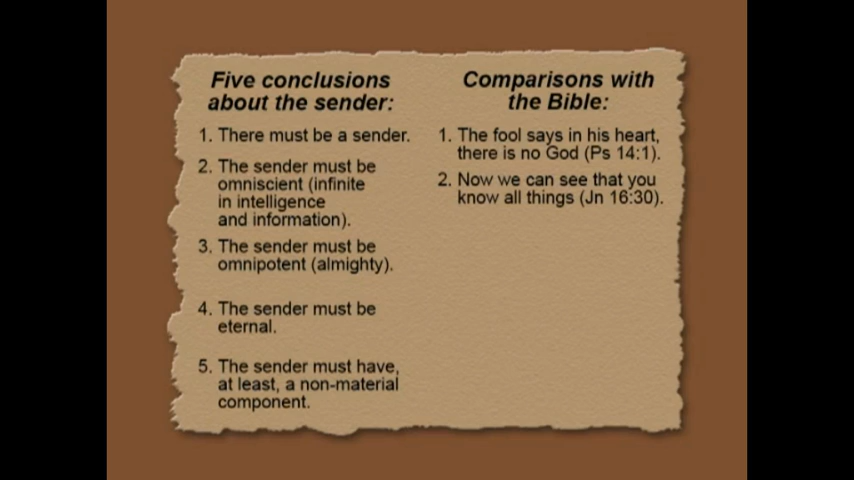 Five conclusions
about the sender:
1. There must be a sender.
2. The sender must be
omniscient (infinite
in intelligence
and information).
3. The sender must be
omnipotent (almighty).
4. The sender must be
eternal.
5. The sender must have,
at least, a non-material
component.
Comparisons with
the Bible:
1. The fool says in his heart,
there is no God (Ps 14:1).
2. Now we can see that you
know all things (Jn 16:30).